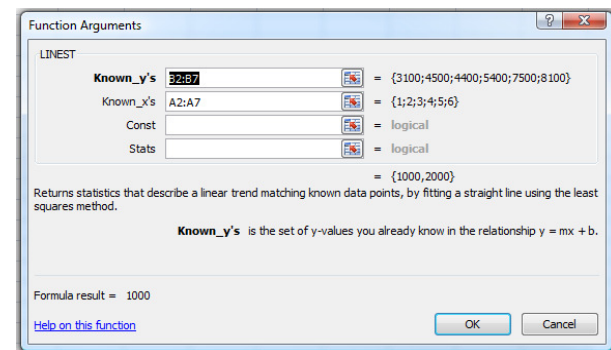 Function Arguments
LINEST
Known_y's B2:B7 = {3100;4500;4400;5400;7500;8100}
Known_x's A2:A7 = {1;2;3;4;5;6}
Const = logical
Stats = logical
= {1000,2000}
Returns statistics that describe a linear trend matching known data points, by fitting a straight line using the least
squares method.
Known_y's is the set of y-values you already know in the relationship y = mx + b.
Formula result = 1000
Help on this function OK Cancel